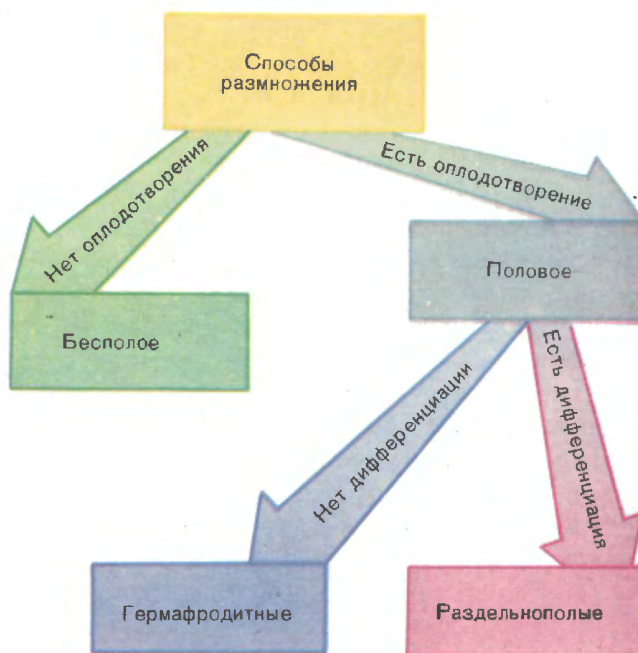 Способы
размножения
Нет оплодотворения
Есть оплодотворение
Половое
Бесполое
Нет дифференциации
Есть дифференциация
Гермафродитные
Раздельнополые